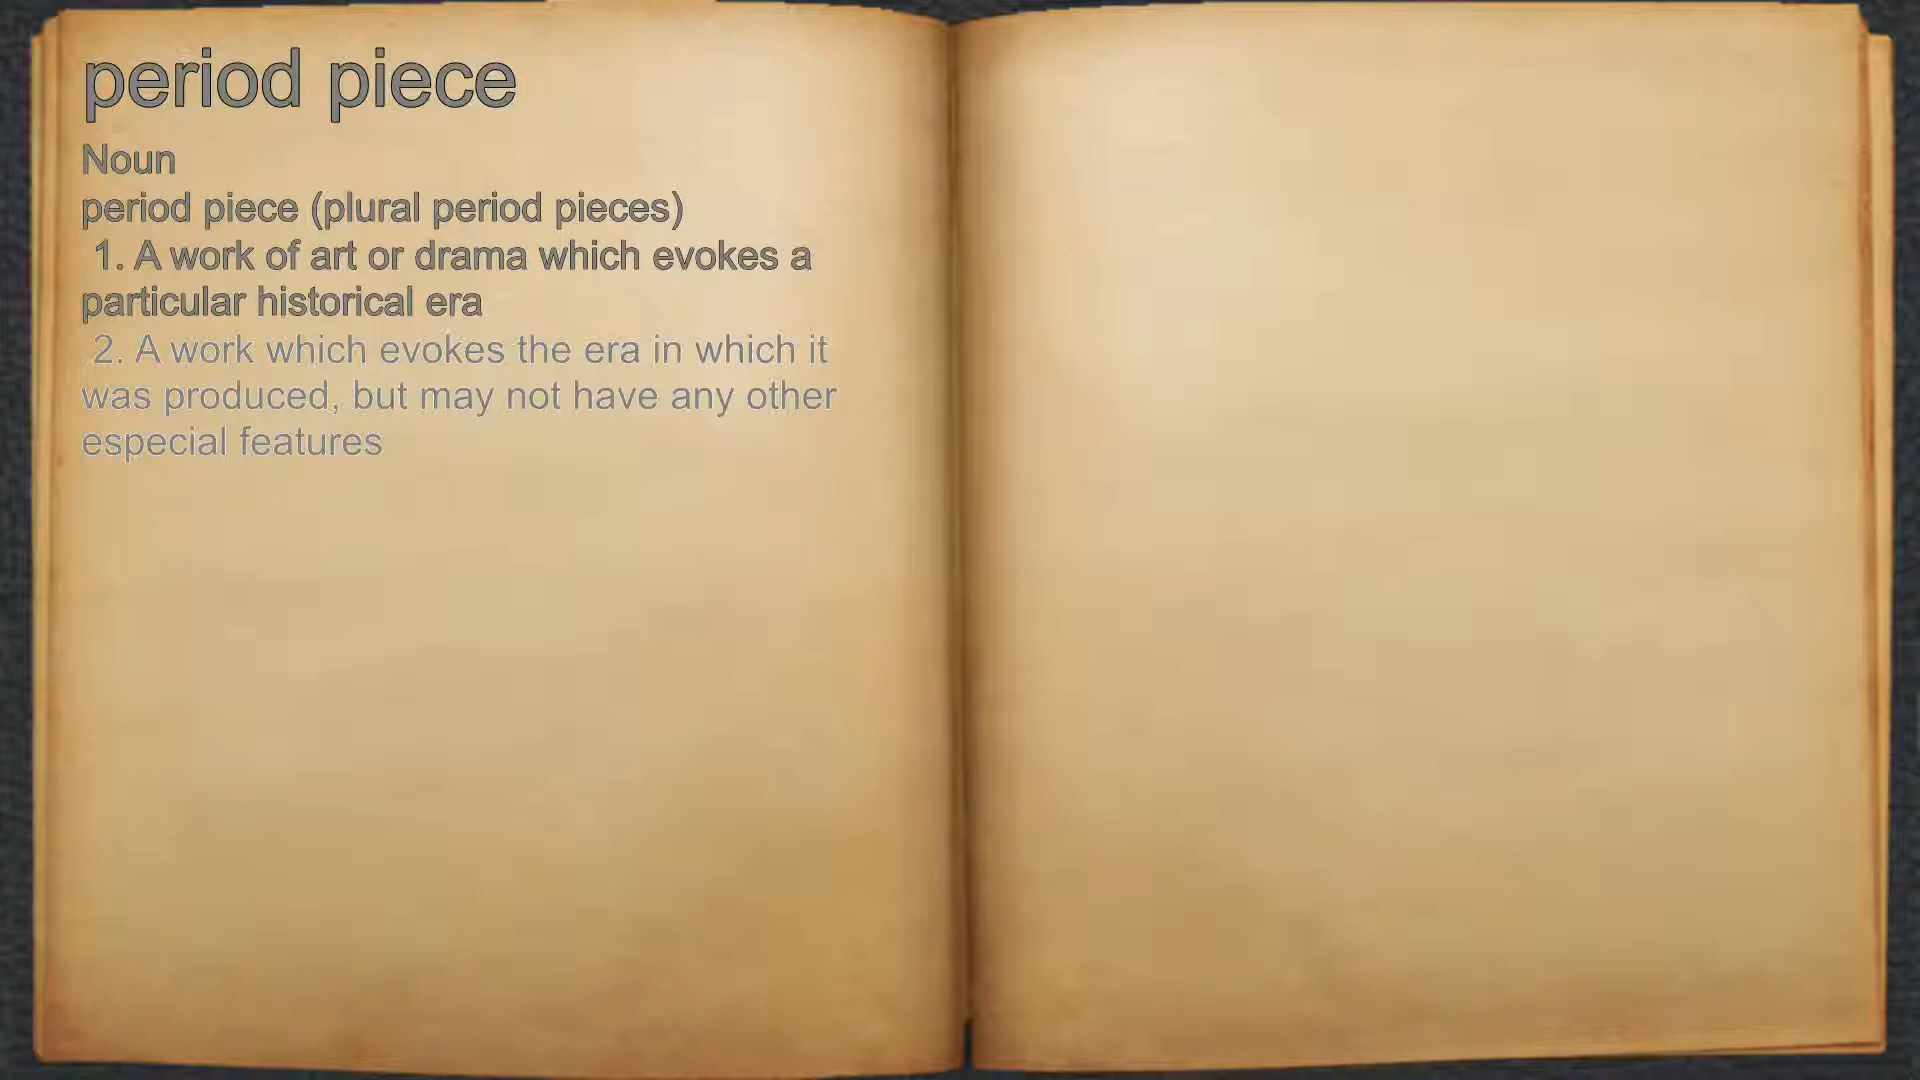 period piece
Noun
period piece (plural period pieces)
1. A work of art or drama which evokes a
particular historical era
2. A work which evokes the era in which it
was produced, but may not have any other
especial features